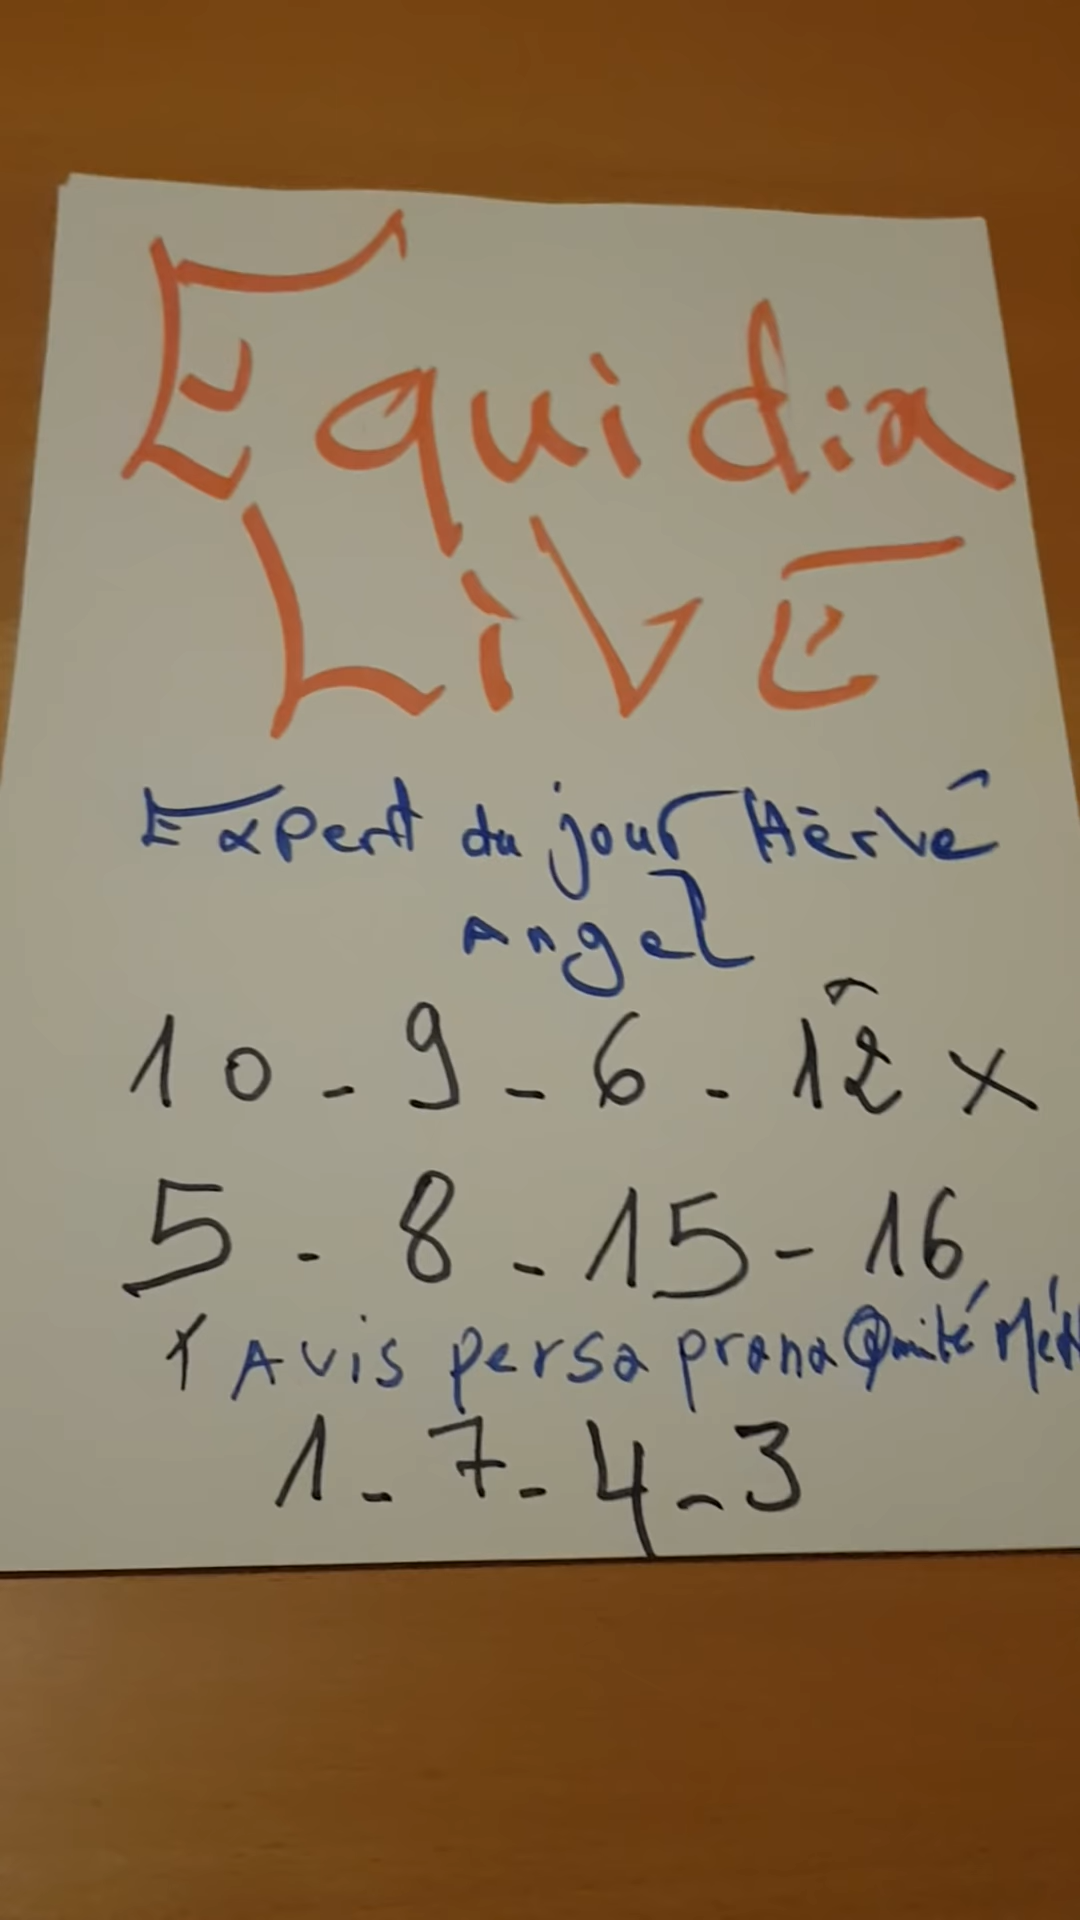 Equidia
LiVE
Expert du jour Hervé
Angel
10 - 9 - 6 - 12 x
5 - 8 - 15 - 16
x Avis perso prono Qinité
1 - 7 - 4 - 3